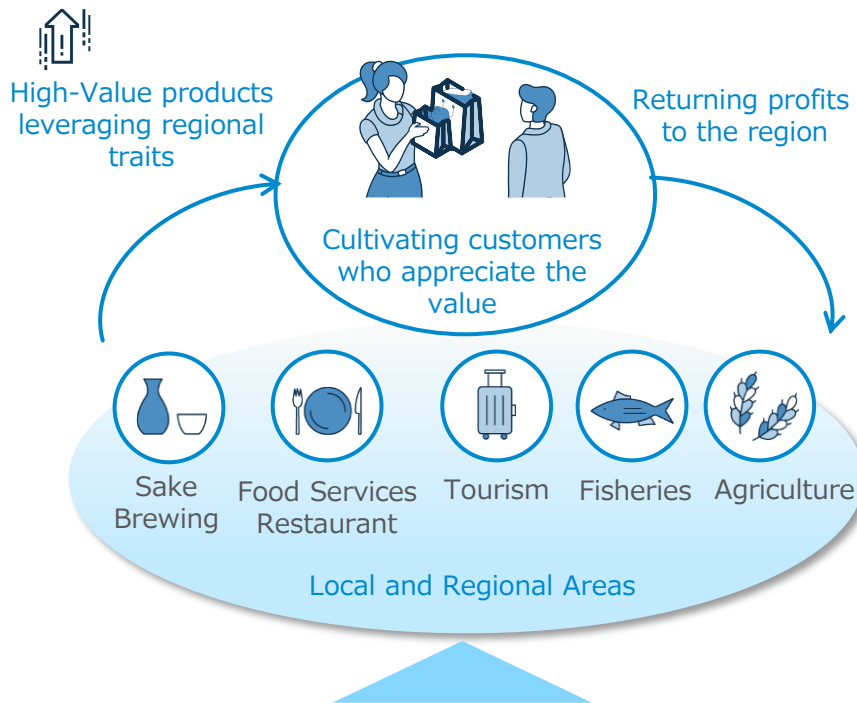 High-Value products
leveraging regional
traits
Returning profits
to the region
Cultivating customers
who appreciate the
value
Sake
Brewing
Food Services
Restaurant
Tourism
Fisheries
Agriculture
Local and Regional Areas